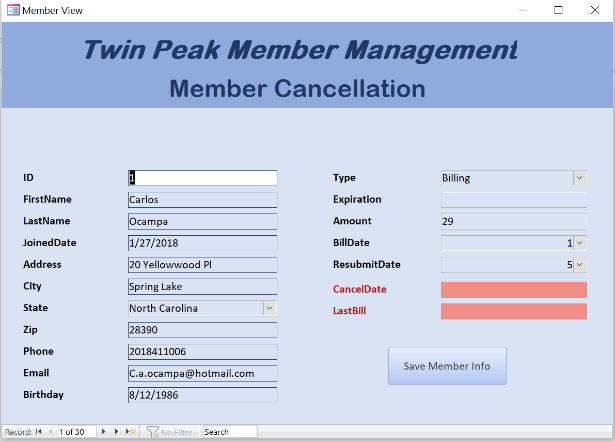 Member View
Twin Peak Member Management
Member Cancellation
ID 1
FirstName Carlos
LastName Ocampa
JoinedDate 1/27/2018
Address 20 Yellowwood Pl
City Spring Lake
State North Carolina
Zip 28390
Phone 2018411006
Email C.a.ocampa@hotmail.com
Birthday 8/12/1986
Type Billing
Expiration
Amount 29
BillDate 1
ResubmitDate 5
CancelDate
LastBill
Save Member Info
Record: 1 of 30 No Filter Search